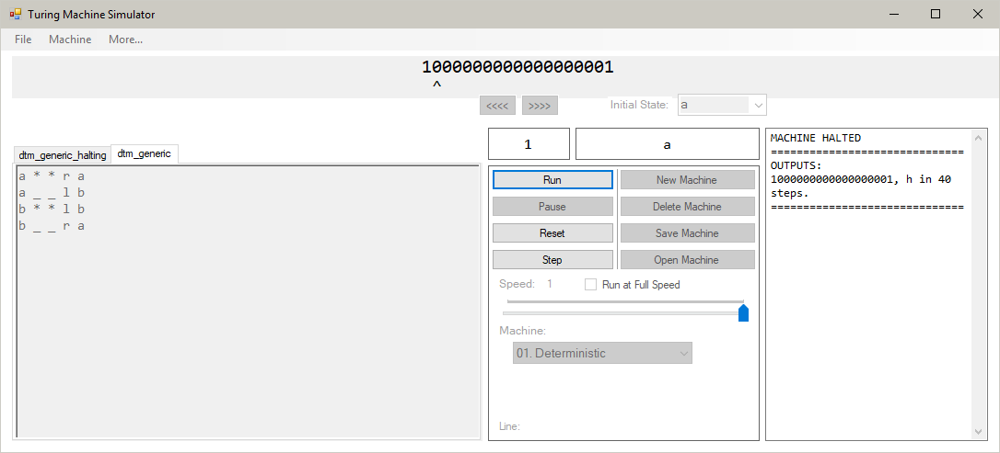 Turing Machine Simulator
File Machine More...
1000000000000000001
^
<<<< >>>> Initial State: a
dtm_generic_halting dtm_generic
a * * r a
a _ _ l b
b * * l b
b _ _ r a
1 a
Run New Machine
Pause Delete Machine
Reset Save Machine
Step Open Machine
Speed: 1 Run at Full Speed
Machine:
01. Deterministic
Line:
MACHINE HALTED
==============================
OUTPUTS:
1000000000000000001, h in 40
steps.
==============================